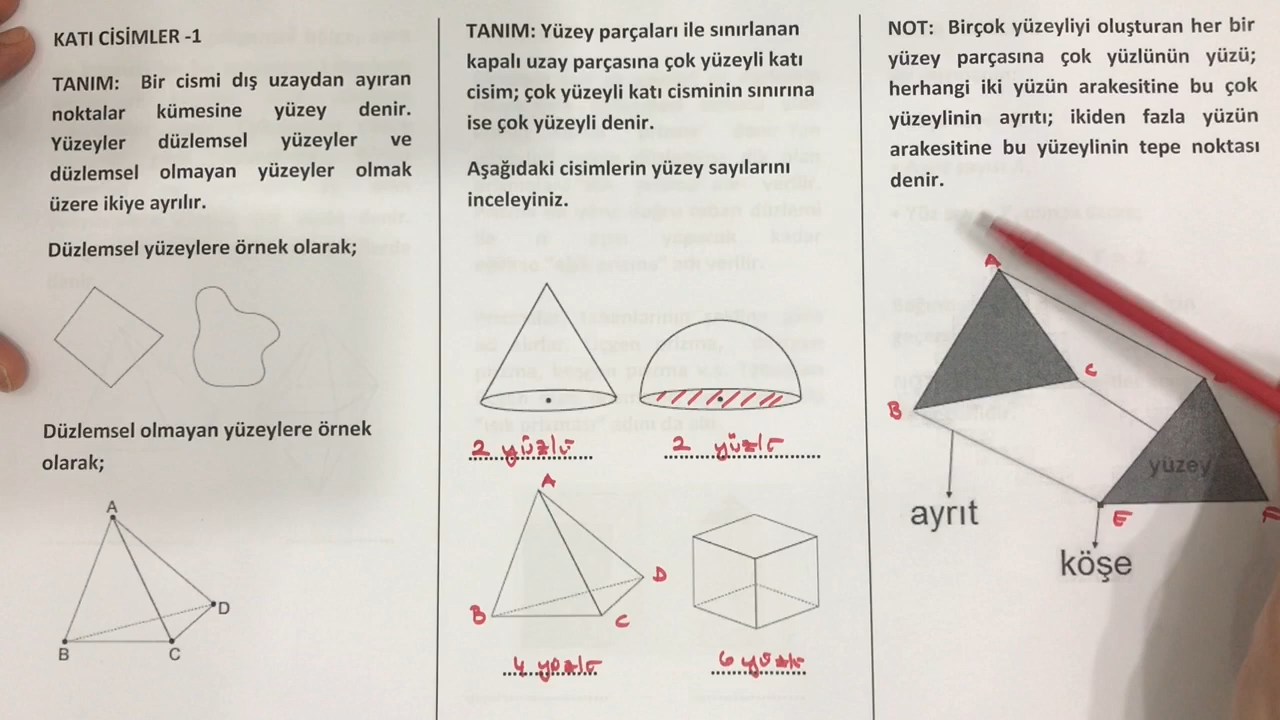 KATI CİSİMLER -1
TANIM: Bir cismi dış uzaydan ayıran
noktalar kümesine yüzey denir.
Yüzeyler düzlemsel yüzeyler ve
düzlemsel olmayan yüzeyler olmak
üzere ikiye ayrılır.
Düzlemsel yüzeylere örnek olarak;
Düzlemsel olmayan yüzeylere örnek
olarak;
A
D
B
C
TANIM: Yüzey parçaları ile sınırlanan
kapalı uzay parçasına çok yüzeyli katı
cisim; çok yüzeyli katı cisminin sınırına
ise çok yüzeyli denir.
Aşağıdaki cisimlerin yüzey sayılarını
inceleyiniz.
2 yüzlü
2 yüzlü
A
D
B
C
4 yüzlü
6 yüzlü
NOT: Birçok yüzeyliyi oluşturan her bir
yüzey parçasına çok yüzlünün yüzü;
herhangi iki yüzün arakesitine bu çok
yüzeylinin ayrıtı; ikiden fazla yüzün
arakesitine bu yüzeylinin tepe noktası
denir.
A
C
B
yüzey
ayrıt
E
F
köşe